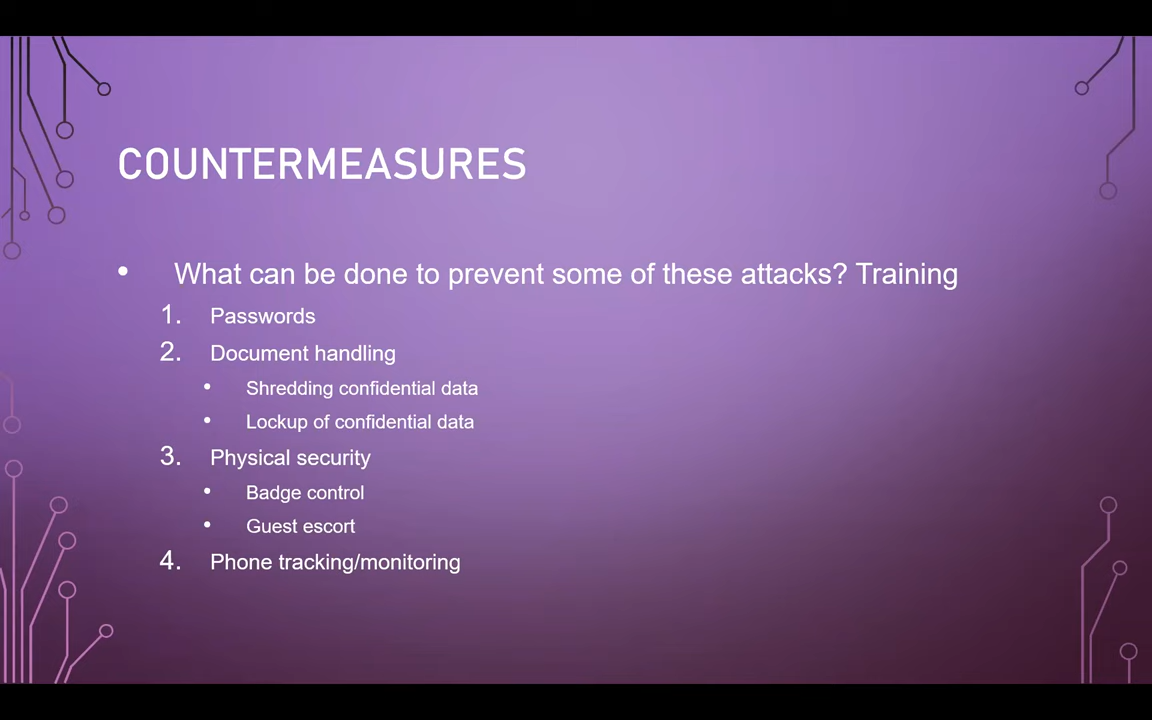 COUNTERMEASURES
• What can be done to prevent some of these attacks? Training
1. Passwords
2. Document handling
• Shredding confidential data
• Lockup of confidential data
3. Physical security
• Badge control
• Guest escort
4. Phone tracking/monitoring